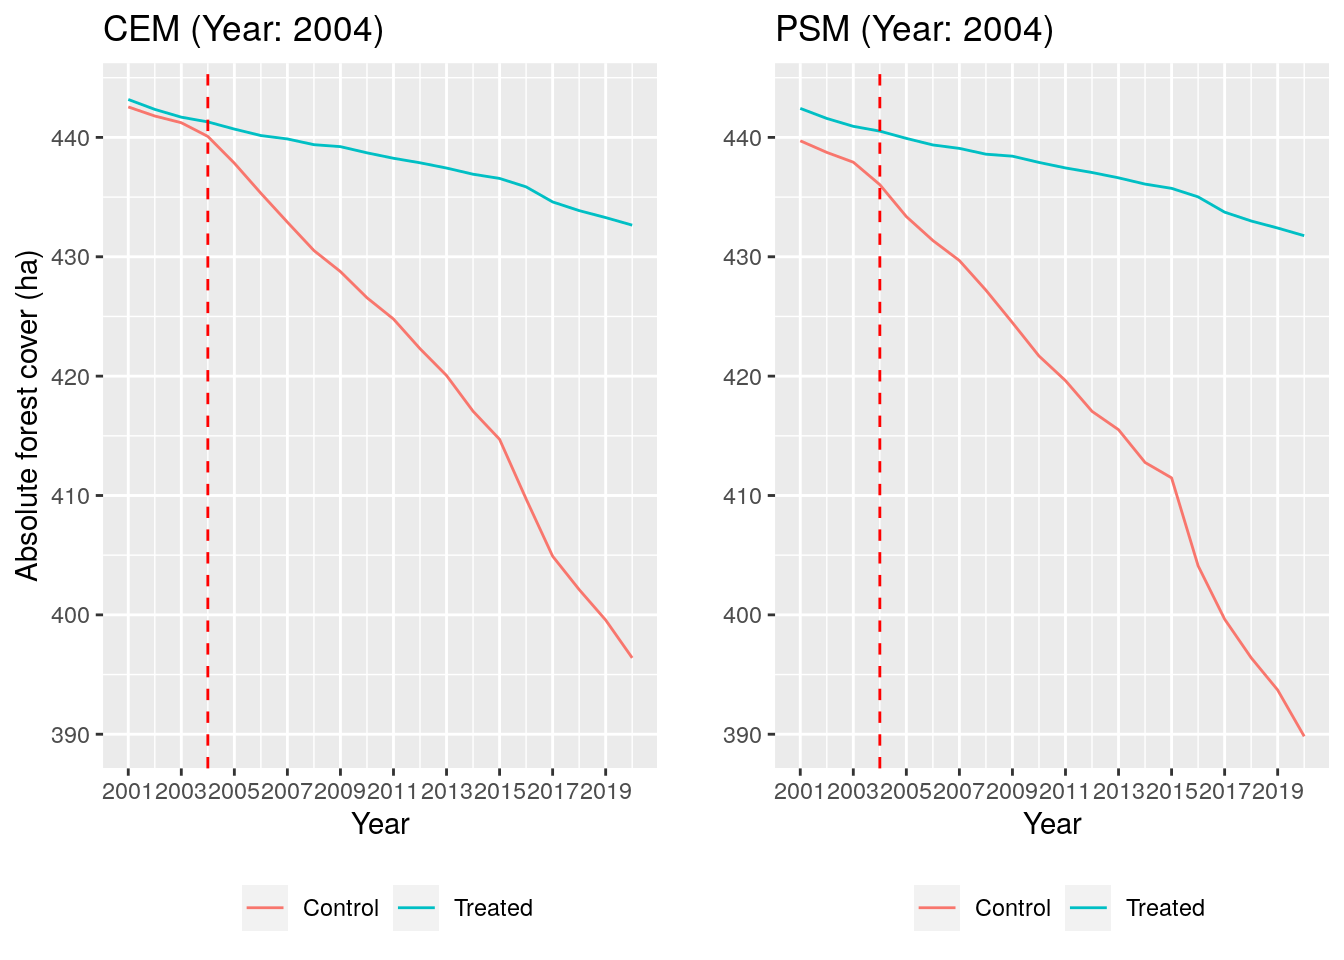 CEM (Year: 2004)
Absolute forest cover (ha)
440
430
420
410
400
390
2001 2003 2005 2007 2009 2011 2013 2015 2017 2019
Year
Control Treated
PSM (Year: 2004)
440
430
420
410
400
390
2001 2003 2005 2007 2009 2011 2013 2015 2017 2019
Year
Control Treated